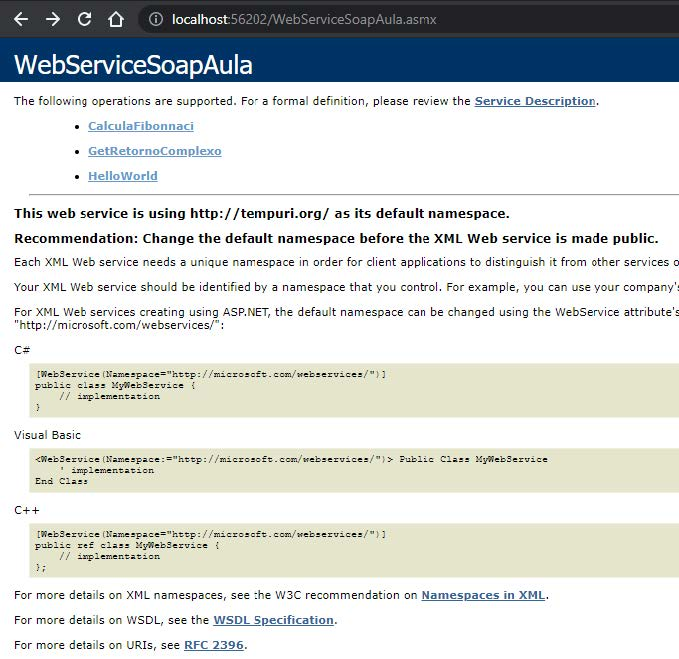 localhost:56202/WebServiceSoapAula.asmx
WebServiceSoapAula
The following operations are supported. For a formal definition, please review the Service Description.
CalculaFibonnaci
GetRetornoComplexo
HelloWorld
This web service is using http://tempuri.org/ as its default namespace.
Recommendation: Change the default namespace before the XML Web service is made public.
Each XML Web service needs a unique namespace in order for client applications to distinguish it from other services
Your XML Web service should be identified by a namespace that you control. For example, you can use your company's
For XML Web services creating using ASP.NET, the default namespace can be changed using the WebService attribute's
"http://microsoft.com/webservices/":
C#
[WebService(Namespace="http://microsoft.com/webservices/")]
public class MyWebService {
// implementation
}
Visual Basic
<WebService(Namespace:="http://microsoft.com/webservices/")> Public Class MyWebService
' implementation
End Class
C++
[WebService(Namespace="http://microsoft.com/webservices/")]
public ref class MyWebService {
// implementation
};
For more details on XML namespaces, see the W3C recommendation on Namespaces in XML.
For more details on WSDL, see the WSDL Specification.
For more details on URIs, see RFC 2396.